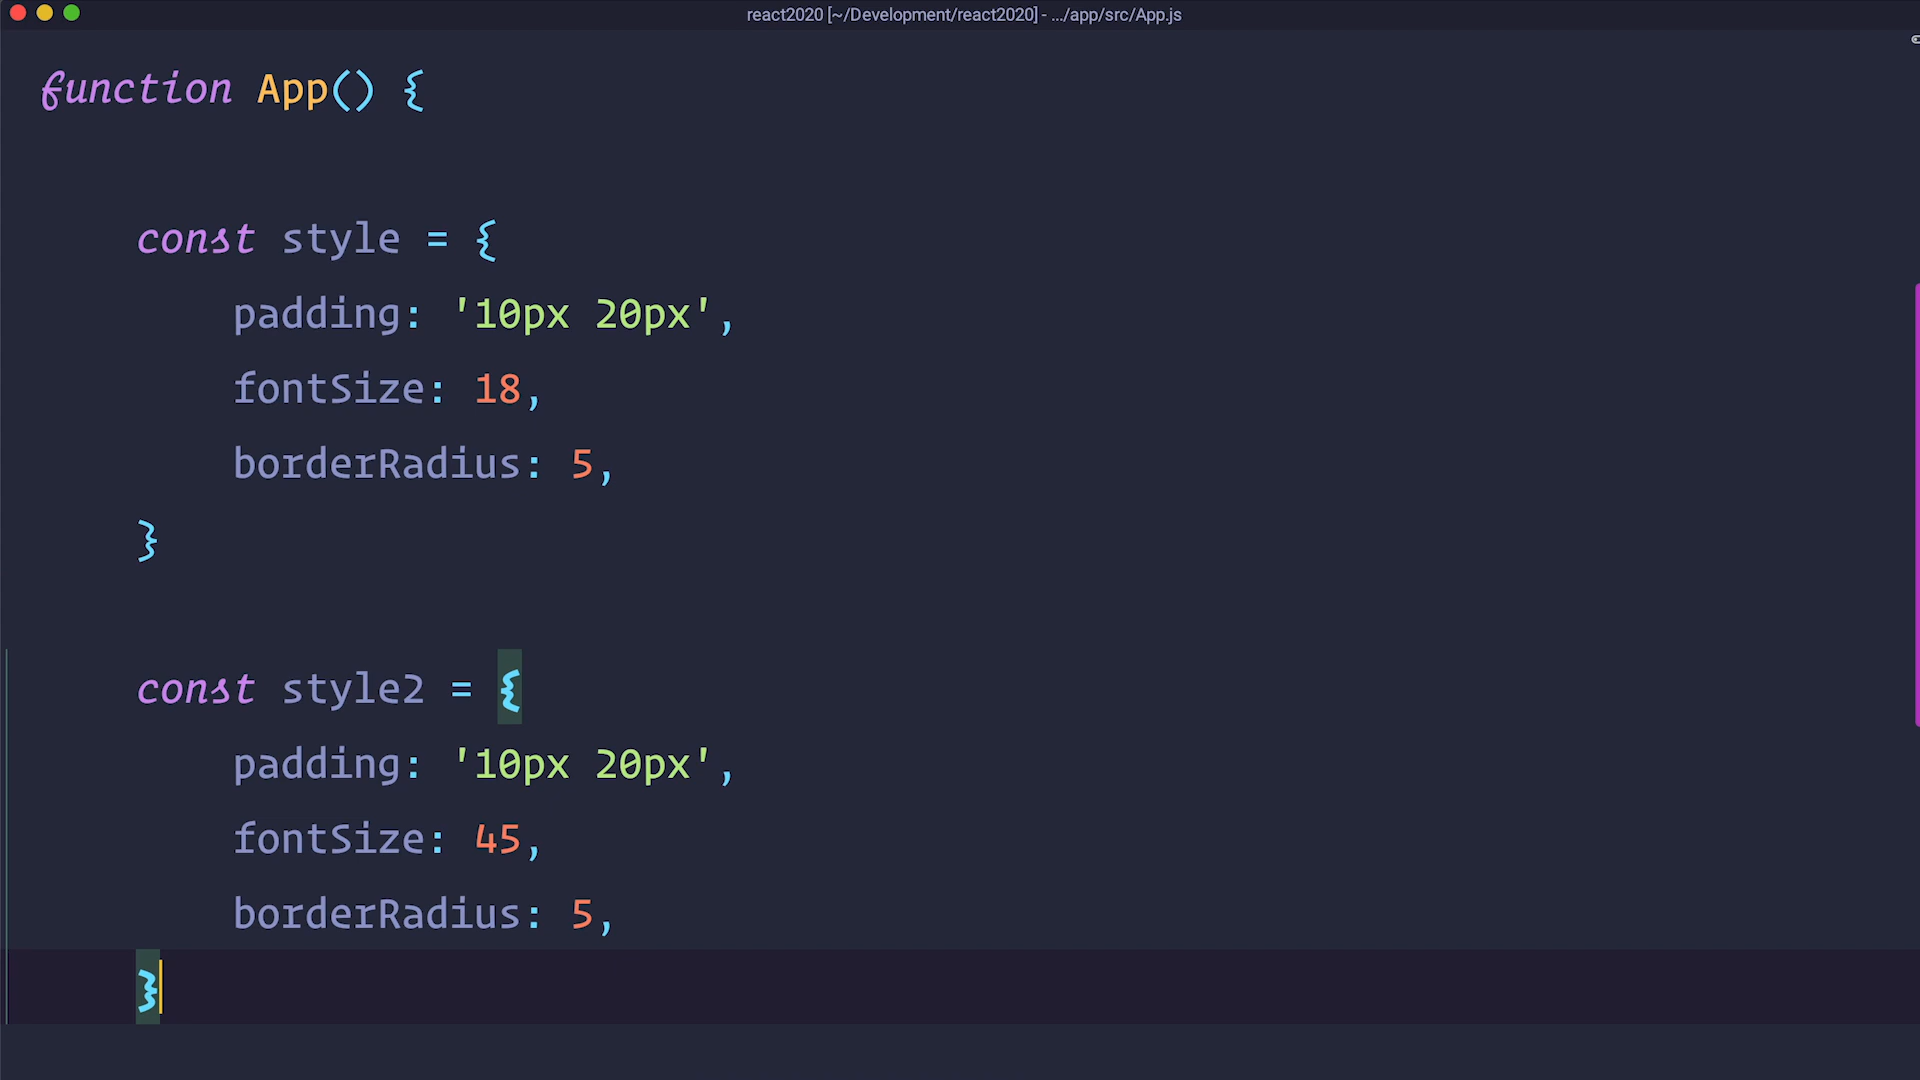 react2020 [~/Development/react2020] - .../app/src/App.js
function App() {
const style = {
padding: '10px 20px',
fontSize: 18,
borderRadius: 5,
}
const style2 = {
padding: '10px 20px',
fontSize: 45,
borderRadius: 5,
}